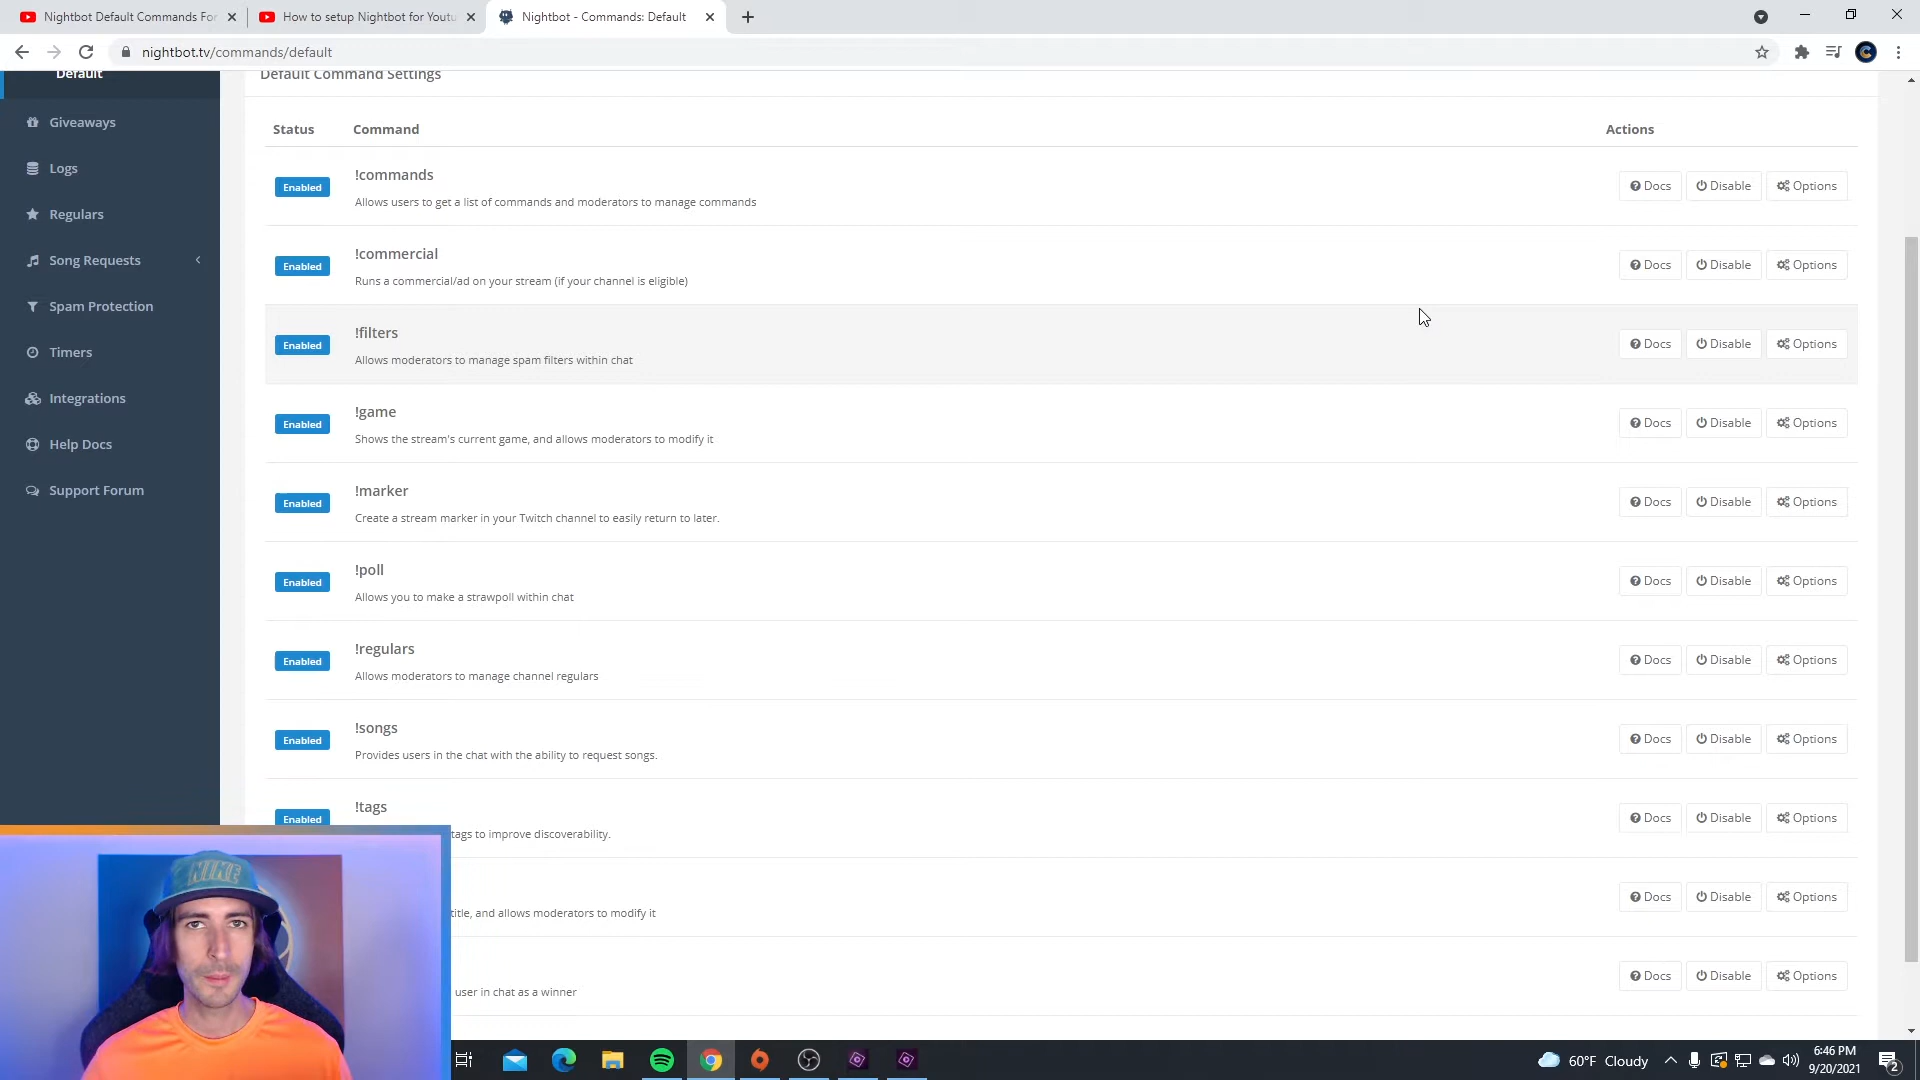 Nightbot Default Commands For
How to setup Nightbot for Youtu
Nightbot - Commands: Default
nightbot.tv/commands/default
Default
Giveaways
Logs
Regulars
Song Requests
Spam Protection
Timers
Integrations
Help Docs
Support Forum
Default Command Settings
Status Command Actions
Enabled !commands Docs Disable Options
Allows users to get a list of commands and moderators to manage commands
Enabled !commercial Docs Disable Options
Runs a commercial/ad on your stream (if your channel is eligible)
Enabled !filters Docs Disable Options
Allows moderators to manage spam filters within chat
Enabled !game Docs Disable Options
Shows the stream's current game, and allows moderators to modify it
Enabled !marker Docs Disable Options
Create a stream marker in your Twitch channel to easily return to later.
Enabled !poll Docs Disable Options
Allows you to make a strawpoll within chat
Enabled !regulars Docs Disable Options
Allows moderators to manage channel regulars
Enabled !songs Docs Disable Options
Provides users in the chat with the ability to request songs.
Enabled !tags Docs Disable Options
tags to improve discoverability.
Docs Disable Options
title, and allows moderators to modify it
Docs Disable Options
user in chat as a winner
NIKE
60°F Cloudy
6:46 PM
9/20/2021
2